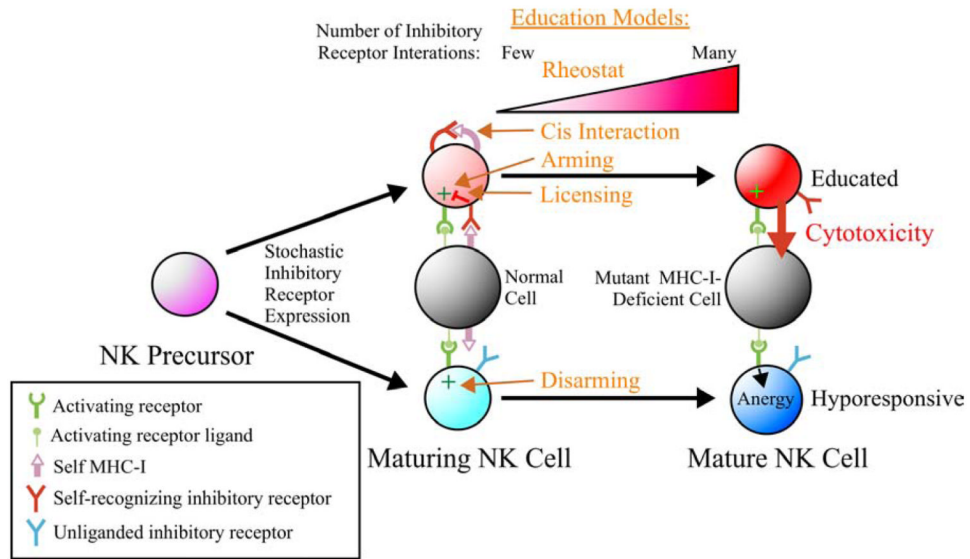 Education Models:
Number of Inhibitory
Receptor Interations:
Few
Many
Rheostat
Cis Interaction
Arming
Licensing
+
+
Educated
Cytotoxicity
Stochastic
Inhibitory
Receptor
Expression
Normal
Cell
Mutant MHC-I-
Deficient Cell
NK Precursor
+
Disarming
Anergy
Hyporesponsive
Maturing NK Cell
Mature NK Cell
Activating receptor
Activating receptor ligand
Self MHC-I
Self-recognizing inhibitory receptor
Unliganded inhibitory receptor